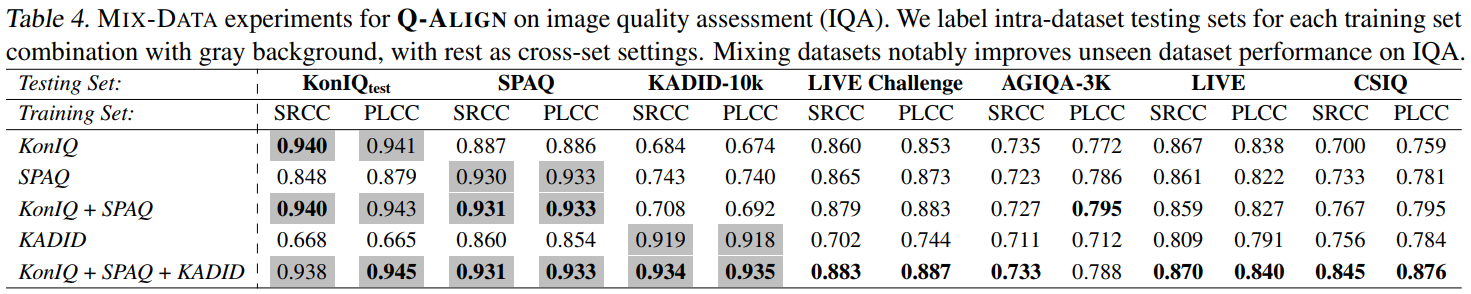 Table 4. MIX-DATA experiments for Q-ALIGN on image quality assessment (IQA). We label intra-dataset testing sets for each training set
combination with gray background, with rest as cross-set settings. Mixing datasets notably improves unseen dataset performance on IQA.
Testing Set: KonIQtest SPAQ KADID-10k LIVE Challenge AGIQA-3K LIVE CSIQ
Training Set: SRCC PLCC SRCC PLCC SRCC PLCC SRCC PLCC SRCC PLCC SRCC PLCC SRCC PLCC
KonIQ 0.940 0.941 0.887 0.886 0.684 0.674 0.860 0.853 0.735 0.772 0.867 0.838 0.700 0.759
SPAQ 0.848 0.879 0.930 0.933 0.743 0.740 0.865 0.873 0.723 0.786 0.861 0.822 0.733 0.781
KonIQ + SPAQ 0.940 0.943 0.931 0.933 0.708 0.692 0.879 0.883 0.727 0.795 0.859 0.827 0.767 0.795
KADID 0.668 0.665 0.860 0.854 0.919 0.918 0.702 0.744 0.711 0.712 0.809 0.791 0.756 0.784
KonIQ + SPAQ + KADID 0.938 0.945 0.931 0.933 0.934 0.935 0.883 0.887 0.733 0.788 0.870 0.840 0.845 0.876